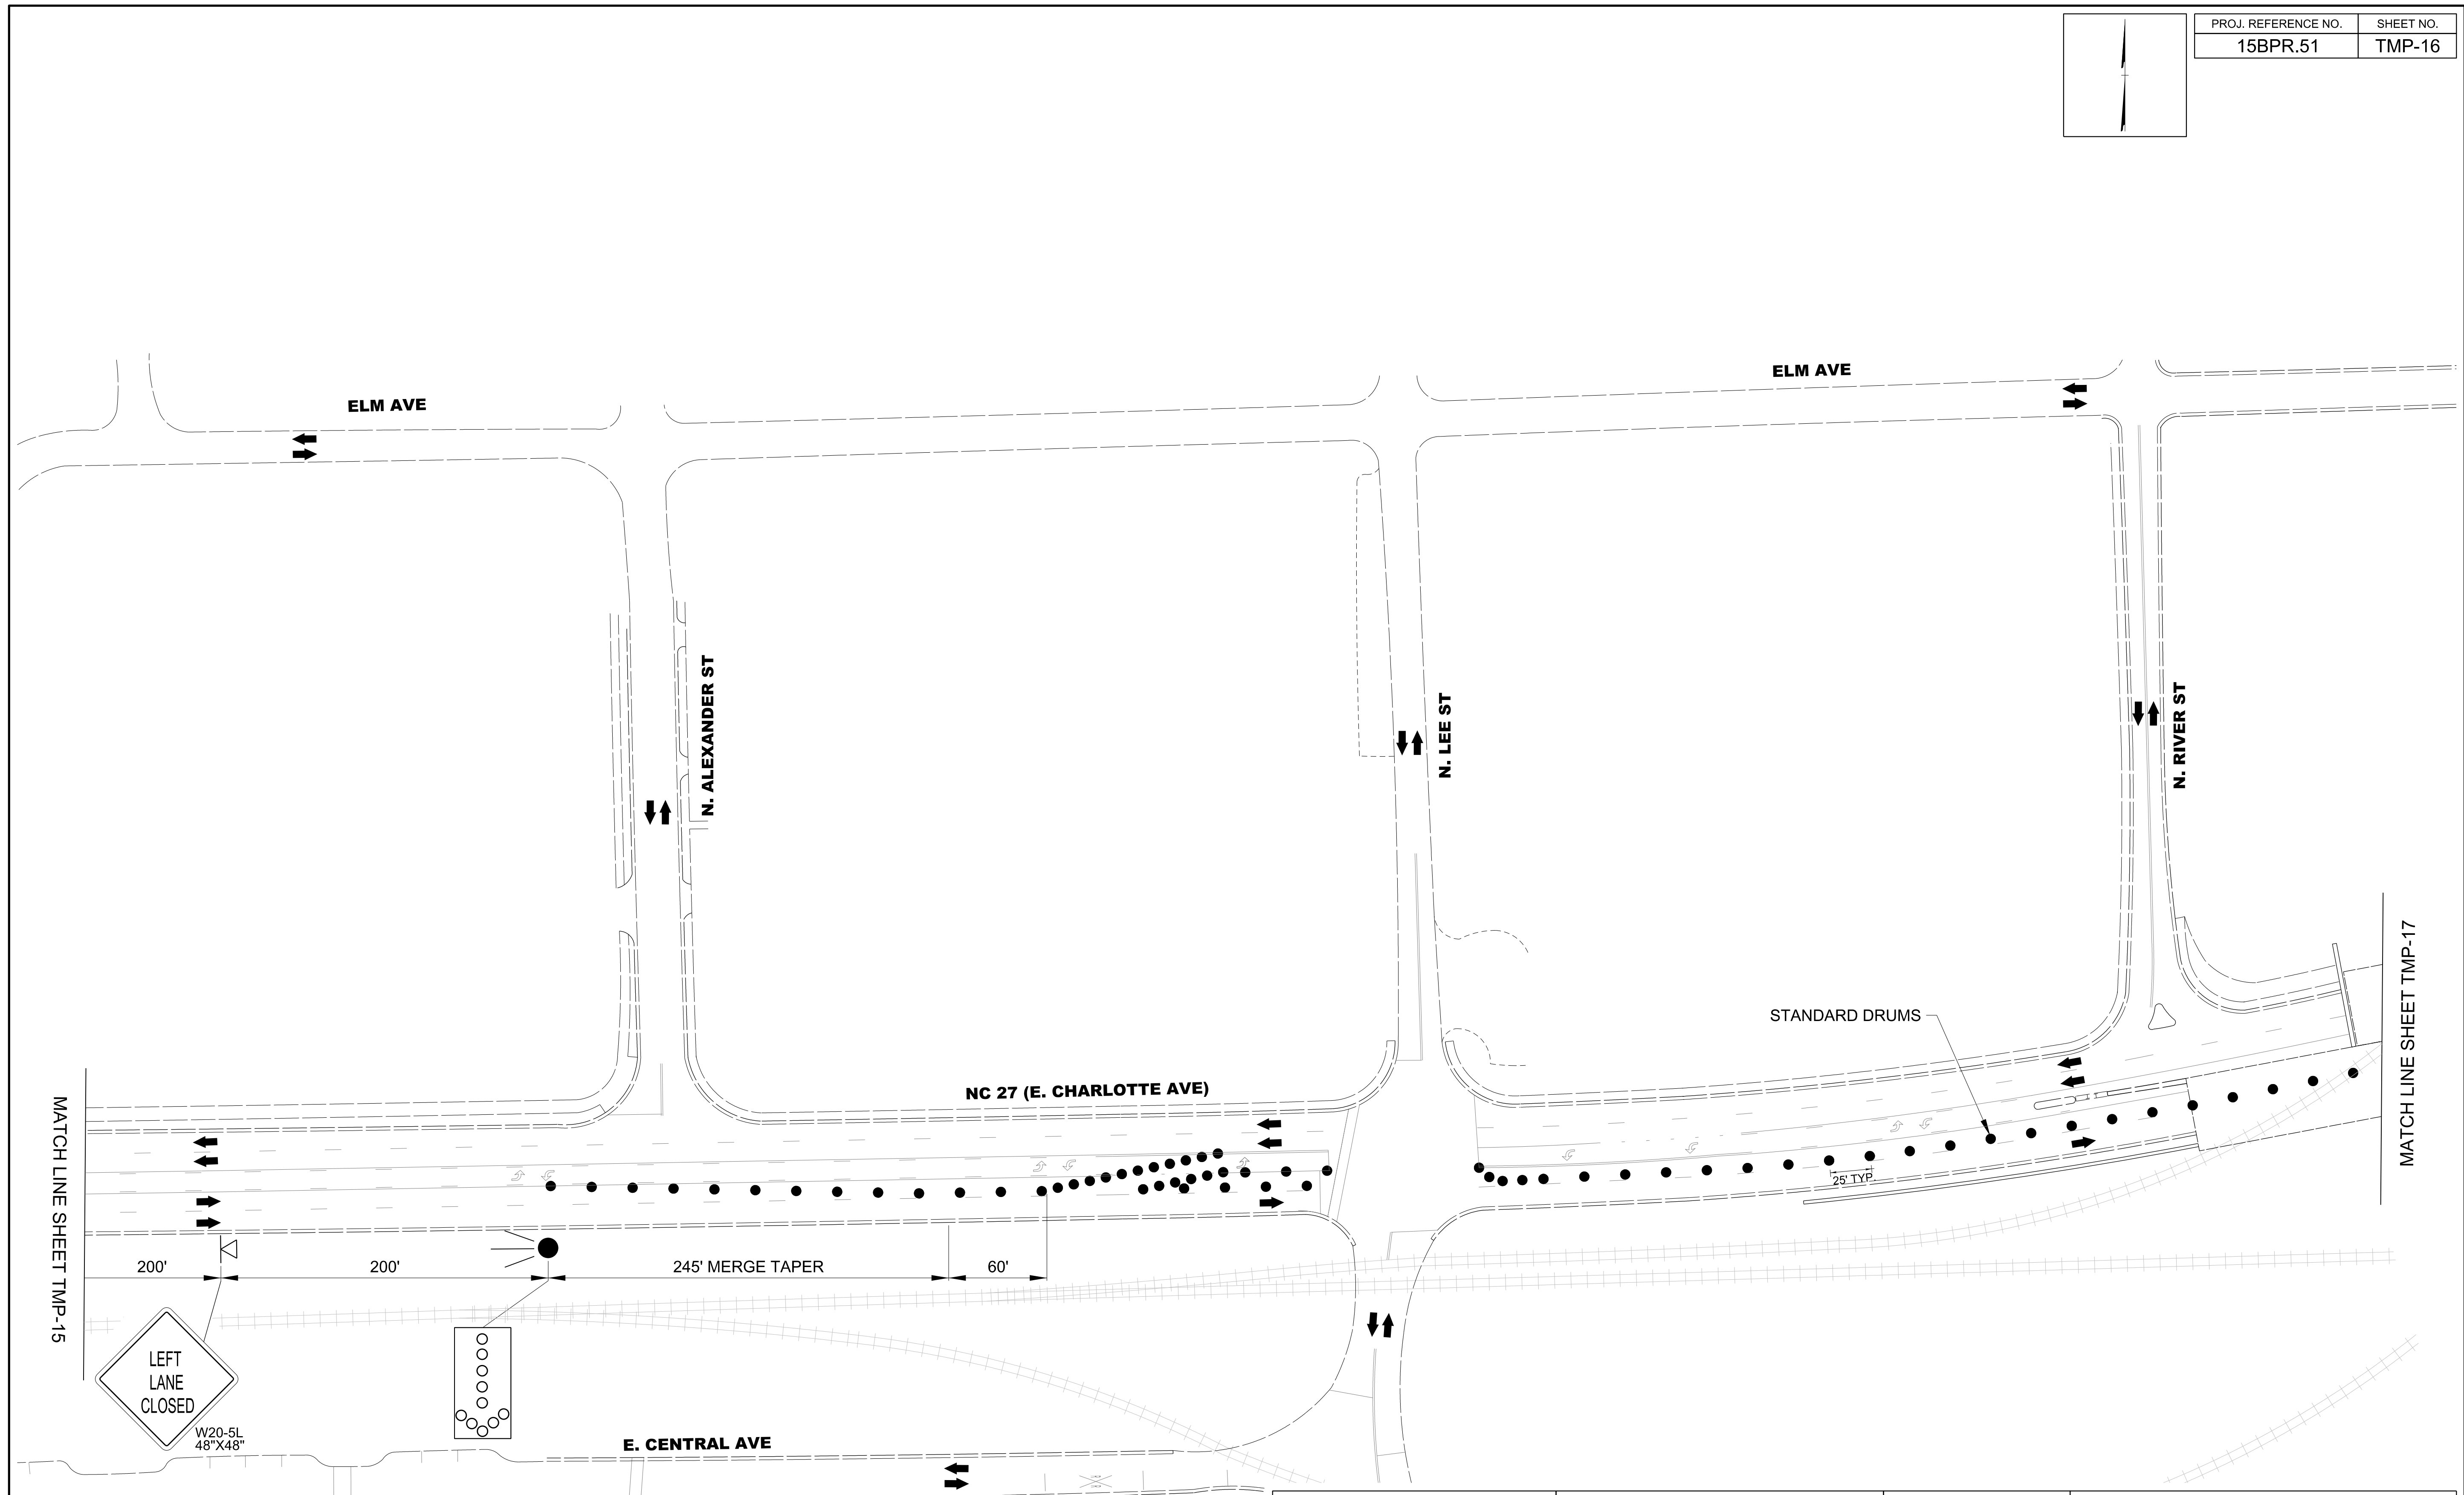 PROJ. REFERENCE NO. SHEET NO.
15BPR.51 TMP-16
ELM AVE
ELM AVE
N. ALEXANDER ST
N. LEE ST
N. RIVER ST
MATCH LINE SHEET TMP-17
STANDARD DRUMS
NC 27 (E. CHARLOTTE AVE)
MATCH LINE SHEET TMP-15
25' TYP.
200'
200'
245' MERGE TAPER
60'
LEFT
LANE
CLOSED
W20-5L
48"X48"
E. CENTRAL AVE